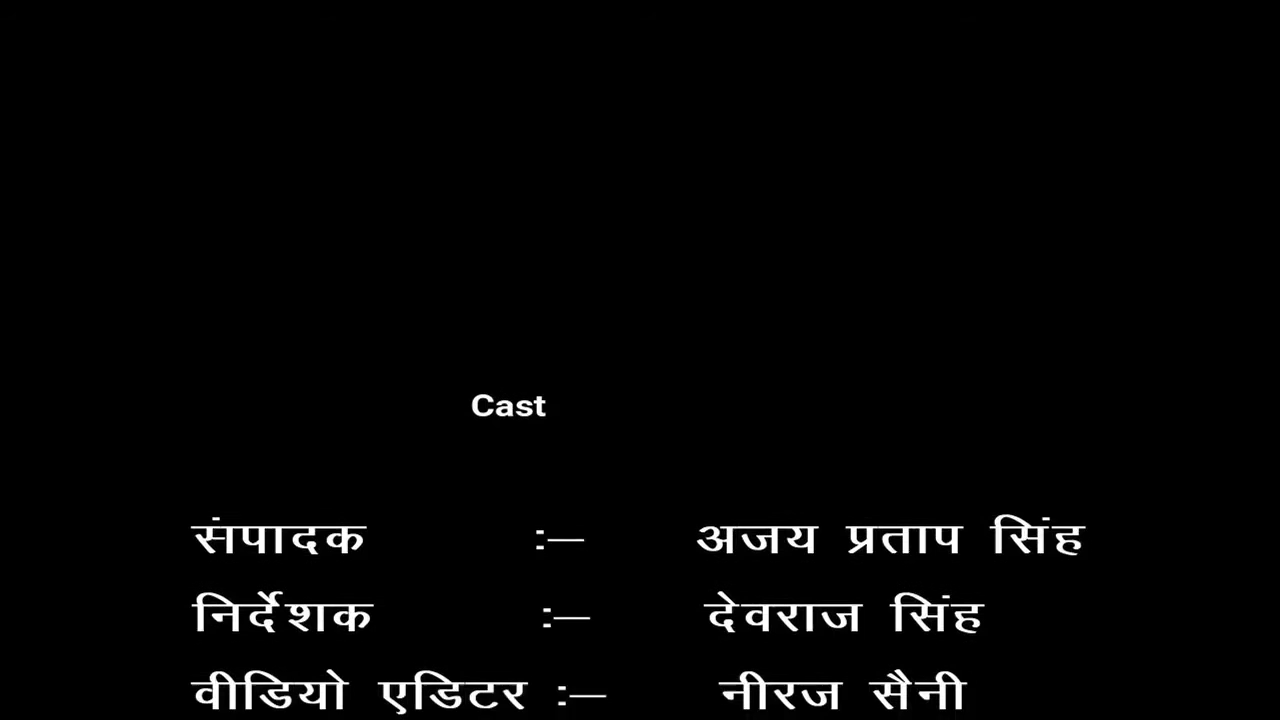 Cast
संपादक :— अजय प्रताप सिंह
निर्देशक :— देवराज सिंह
वीडियो एडिटर :— नीरज सैनी